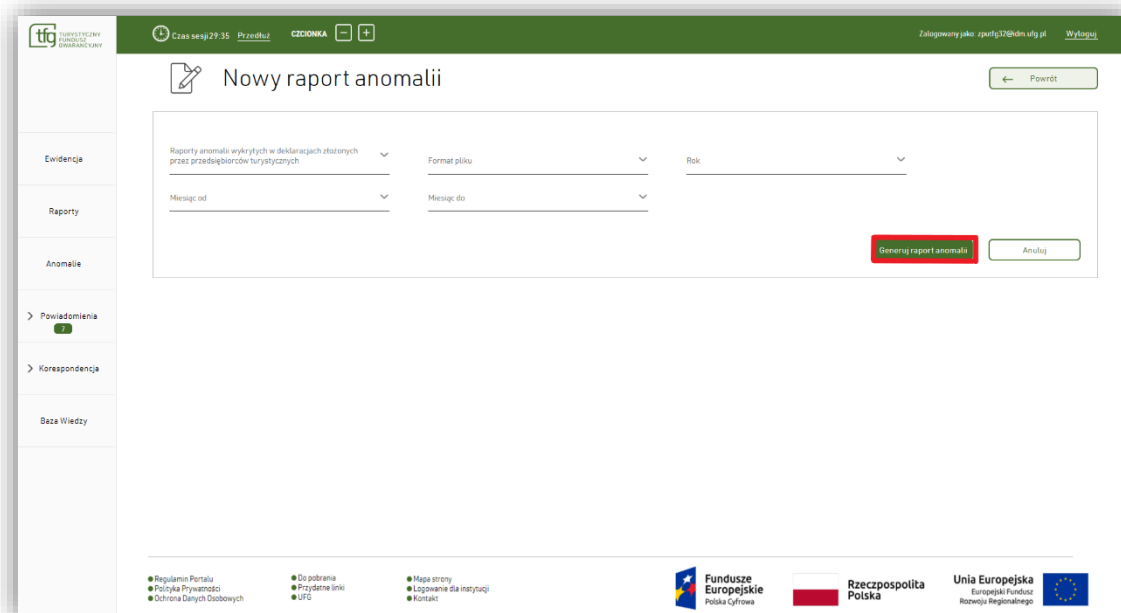 tfg TURYSTYCZNY
FUNDUSZ
GWARANCYJNY
Czas sesji 29:35 Przedłuż CZCIONKA − +
Zalogowany jako: zputfg32@idm.ufg.pl Wyloguj
Nowy raport anomalii
← Powrót
Raporty anomalii wykrytych w deklaracjach złożonych
przez przedsiębiorców turystycznych
Format pliku
Rok
Miesiąc od
Miesiąc do
Generuj raport anomalii
Anuluj
Ewidencja
Raporty
Anomalie
Powiadomienia
7
Korespondencja
Baza Wiedzy
Regulamin Portalu
Polityka Prywatności
Ochrona Danych Osobowych
Do pobrania
Przydatne linki
UFG
Mapa strony
Logowanie dla instytucji
Kontakt
Fundusze
Europejskie
Polska Cyfrowa
Rzeczpospolita
Polska
Unia Europejska
Europejski Fundusz
Rozwoju Regionalnego